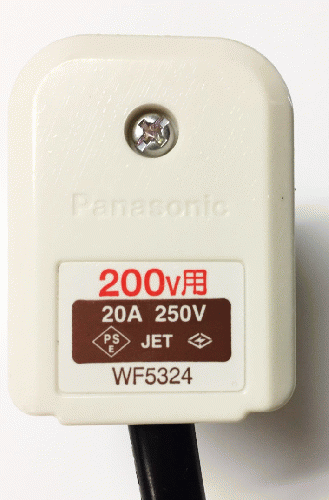 Panasonic
200V用
20A 250V
PS
E
JET
WF5324